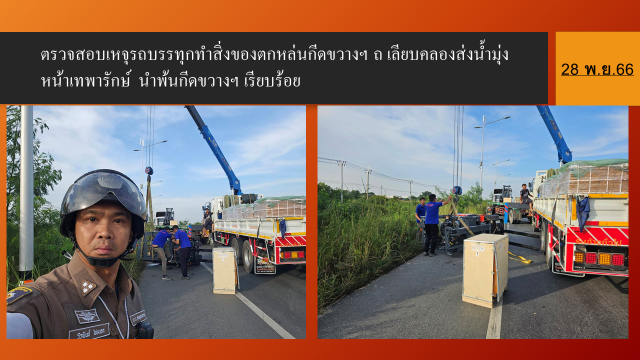 ตรวจสอบเหตุรถบรรทุกทำสิ่งของตกหล่นกีดขวางฯ ถ เลียบคลองส่งน้ำมุ่ง
หน้าเทพารักษ์ นำพ้นกีดขวางฯ เรียบร้อย
28 พ.ย.66